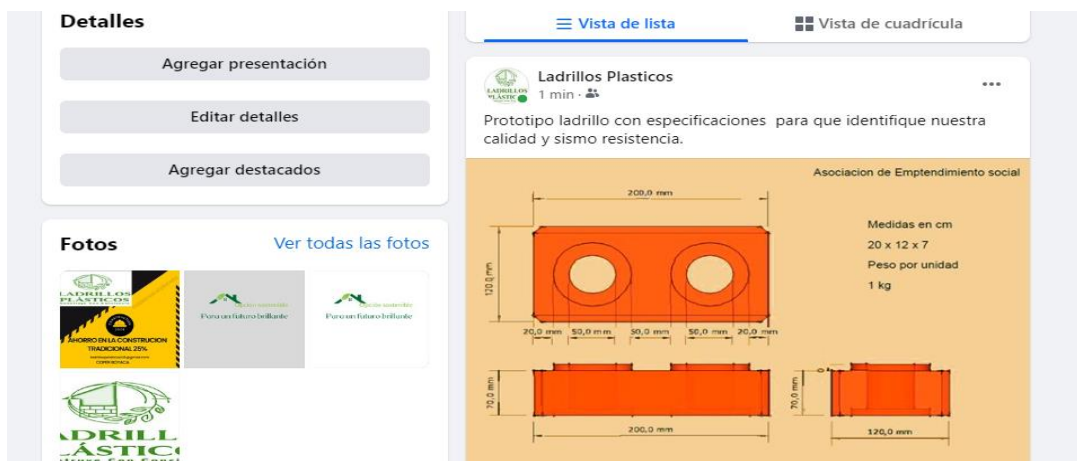 Detalles
Agregar presentación
Editar detalles
Agregar destacados
Fotos
Ver todas las fotos
LADRILLOS
PLÁSTICOS
AHORRO EN LA CONSTRUCION
TRADICIONAL 25%
Para un futuro brillante
Para un futuro brillante
Vista de lista
Vista de cuadrícula
Ladrillos Plasticos
1 min
Prototipo ladrillo con especificaciones para que identifique nuestra
calidad y sismo resistencia.
Asociacion de Emptendimiento social
200,0 mm
120,0 mm
20,0 mm 50,0 mm 50,0 mm 50,0 mm 20,0 mm
Medidas en cm
20 x 12 x 7
Peso por unidad
1 kg
70,0 mm
200,0 mm
70,0 mm
120,0 mm